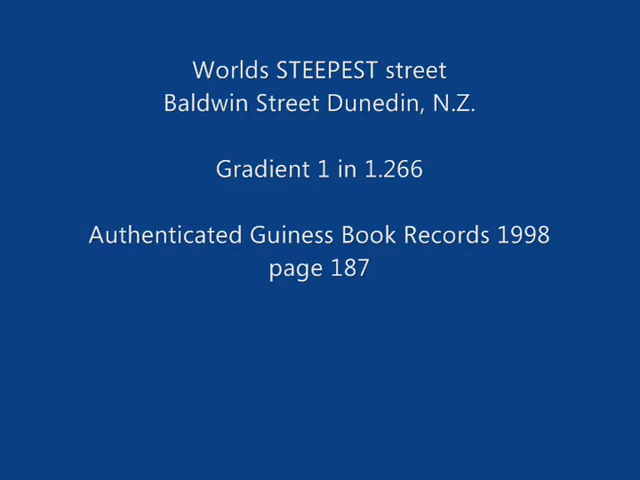 Worlds STEEPEST street
Baldwin Street Dunedin, N.Z.
Gradient 1 in 1.266
Authenticated Guiness Book Records 1998
page 187